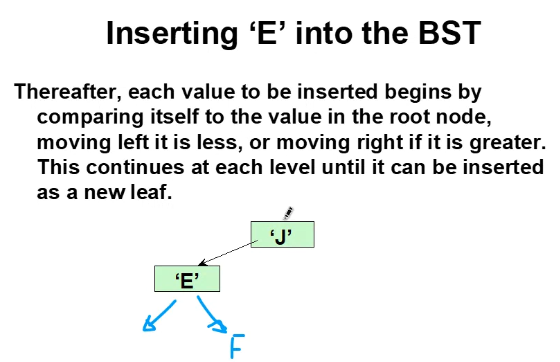 Inserting ‘E’ into the BST
Thereafter, each value to be inserted begins by
comparing itself to the value in the root node,
moving left it is less, or moving right if it is greater.
This continues at each level until it can be inserted
as a new leaf.
‘J’
‘E’
F